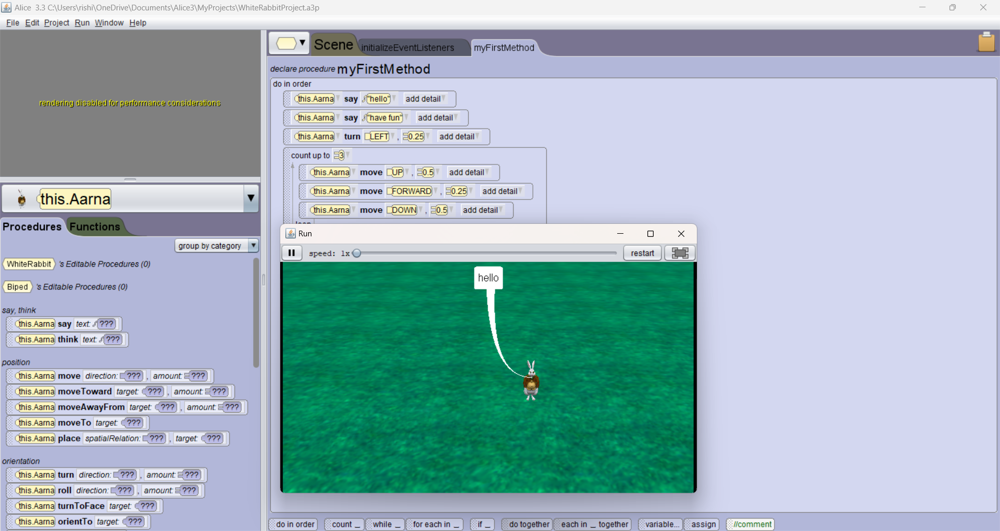 Alice 3.3 C:\Users\rishi\OneDrive\Documents\Alice3\MyProjects\WhiteRabbitProject.a3p
File Edit Project Run Window Help
rendering disabled for performance considerations
this.Aarna
Procedures Functions
group by category
WhiteRabbit 's Editable Procedures (0)
Biped 's Editable Procedures (0)
say, think
this.Aarna say text: ???
this.Aarna think text: ???
position
this.Aarna move direction: ??? , amount: ???
this.Aarna moveToward target: ??? , amount: ???
this.Aarna moveAwayFrom target: ??? , amount: ???
this.Aarna moveTo target: ???
this.Aarna place spatialRelation: ??? , target: ???
orientation
this.Aarna turn direction: ??? , amount: ???
this.Aarna roll direction: ??? , amount: ???
this.Aarna turnToFace target: ???
this.Aarna orientTo target: ???
Scene initializeEventListeners myFirstMethod
declare procedure myFirstMethod
do in order
this.Aarna say "hello" add detail
this.Aarna say "have fun" add detail
this.Aarna turn LEFT , 0.25 add detail
count up to 3
this.Aarna move UP , 0.5 add detail
this.Aarna move FORWARD , 0.25 add detail
this.Aarna move DOWN , 0.5 add detail
loop
Run
speed: 1x restart
hello
do in order count _ while _ for each in _ if _ do together each in _ together variable... assign //comment